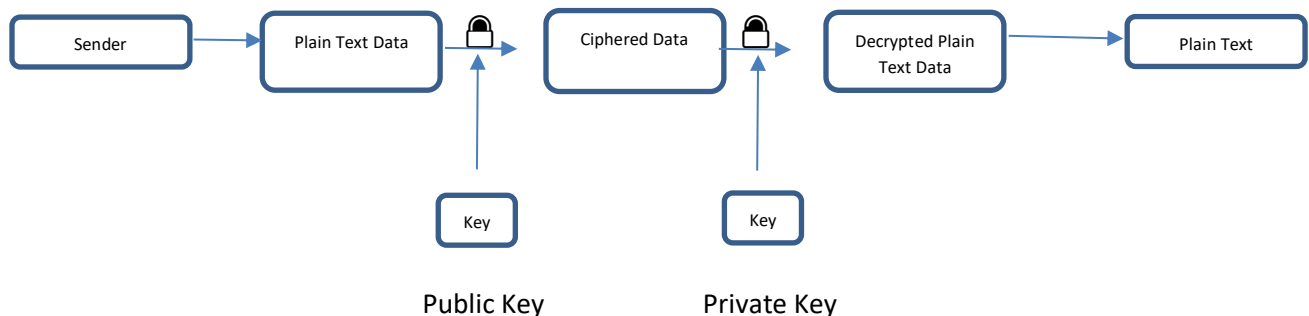 Sender
Plain Text Data
Ciphered Data
Decrypted Plain
Text Data
Plain Text
Key
Key
Public Key
Private Key